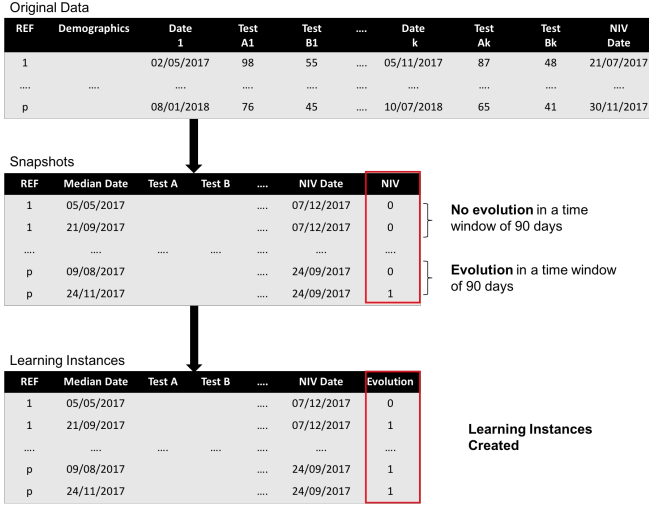 Original Data
REF Demographics Date 1 Test A1 Test B1 .... Date k Test Ak Test Bk NIV Date
1 02/05/2017 98 55 .... 05/11/2017 87 48 21/07/2017
.... .... .... .... .... .... .... .... ....
p 08/01/2018 76 45 .... 10/07/2018 65 41 30/11/2017
Snapshots
REF Median Date Test A Test B .... NIV Date NIV
1 05/05/2017 .... 07/12/2017 0
1 21/09/2017 .... 07/12/2017 0
.... .... .... .... .... .... ....
p 09/08/2017 .... 24/09/2017 0
p 24/11/2017 .... 24/09/2017 1
No evolution in a time
window of 90 days
Evolution in a time window
of 90 days
Learning Instances
REF Median Date Test A Test B .... NIV Date Evolution
1 05/05/2017 .... 07/12/2017 0
1 21/09/2017 .... 07/12/2017 1
.... .... .... .... .... .... ....
p 09/08/2017 .... 24/09/2017 1
p 24/11/2017 .... 24/09/2017 1
Learning Instances
Created